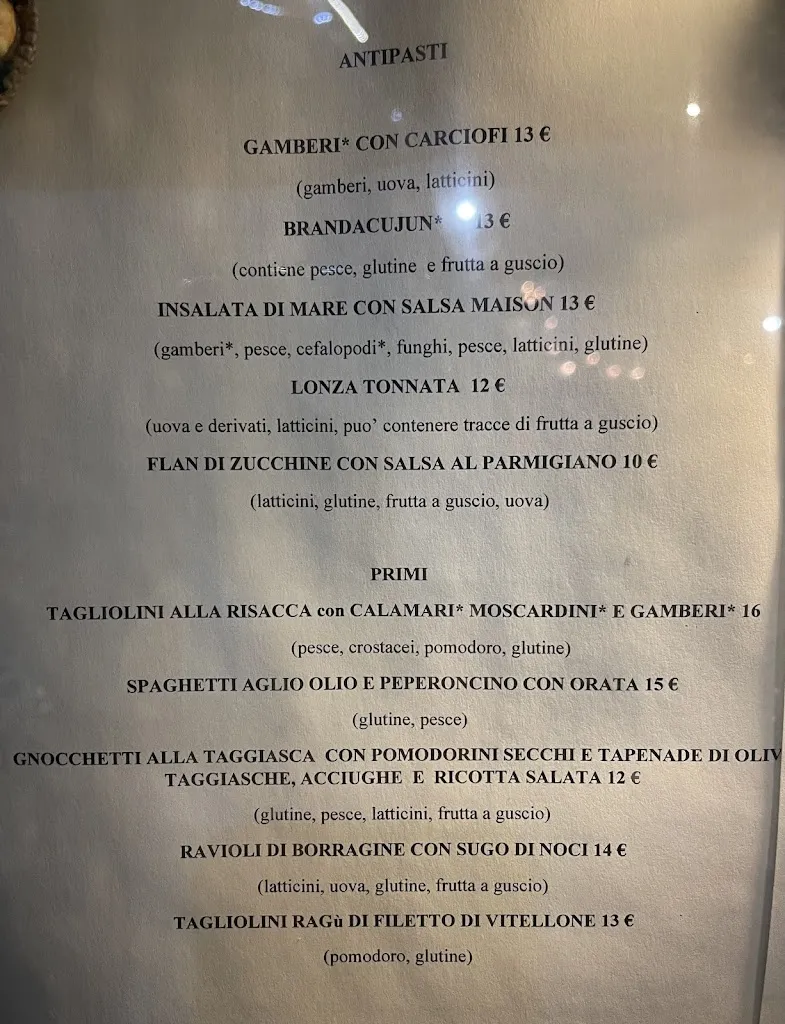 ANTIPASTI
GAMBERI* CON CARCIOFI 13 €
(gamberi, uova, latticini)
BRANDACUJUN* 13 €
(contiene pesce, glutine e frutta a guscio)
INSALATA DI MARE CON SALSA MAISON 13 €
(gamberi*, pesce, cefalopodi*, funghi, pesce, latticini, glutine)
LONZA TONNATA 12 €
(uova e derivati, latticini, puo’ contenere tracce di frutta a guscio)
FLAN DI ZUCCHINE CON SALSA AL PARMIGIANO 10 €
(latticini, glutine, frutta a guscio, uova)
PRIMI
TAGLIOLINI ALLA RISACCA con CALAMARI* MOSCARDINI* E GAMBERI* 16
(pesce, crostacei, pomodoro, glutine)
SPAGHETTI AGLIO OLIO E PEPERONCINO CON ORATA 15 €
(glutine, pesce)
GNOCCHETTI ALLA TAGGIASCA CON POMODORINI SECCHI E TAPENADE DI OLIV
TAGGIASCHE, ACCIUGHE E RICOTTA SALATA 12 €
(glutine, pesce, latticini, frutta a guscio)
RAVIOLI DI BORRAGINE CON SUGO DI NOCI 14 €
(latticini, uova, glutine, frutta a guscio)
TAGLIOLINI RAGù DI FILETTO DI VITELLONE 13 €
(pomodoro, glutine)